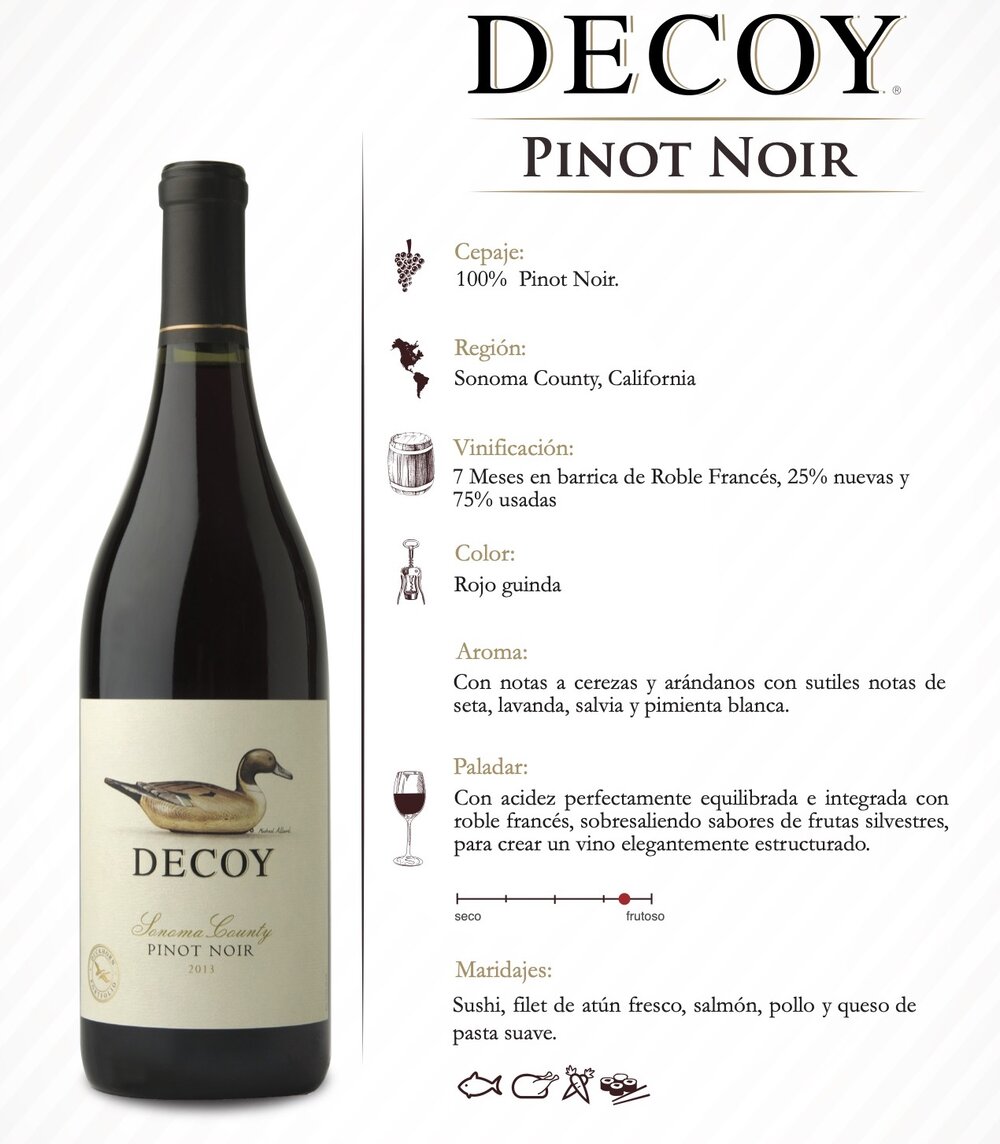 DECOY®
PINOT NOIR
Cepaje:
100% Pinot Noir.
Región:
Sonoma County, California
Vinificación:
7 Meses en barrica de Roble Francés, 25% nuevas y
75% usadas
Color:
Rojo guinda
Aroma:
Con notas a cerezas y arándanos con sutiles notas de
seta, lavanda, salvia y pimienta blanca.
Paladar:
Con acidez perfectamente equilibrada e integrada con
roble francés, sobresaliendo sabores de frutas silvestres,
para crear un vino elegantemente estructurado.
seco frutoso
Maridajes:
Sushi, filet de atún fresco, salmón, pollo y queso de
pasta suave.
DECOY
Sonoma County
PINOT NOIR
2013
DUCKHORN PORTFOLIO